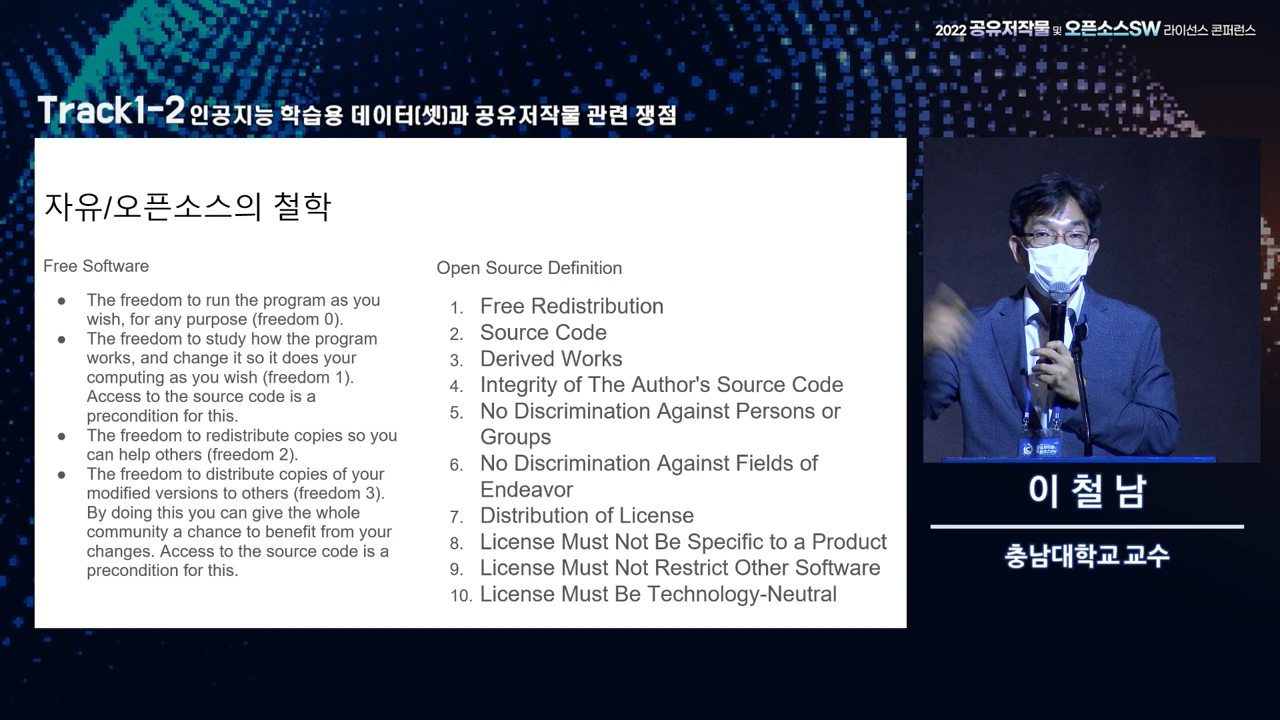 2022 공유저작물 및 오픈소스SW 라이선스 콘퍼런스
Track1-2 인공지능 학습용 데이터(셋)과 공유저작물 관련 쟁점
자유/오픈소스의 철학
Free Software
● The freedom to run the program as you
wish, for any purpose (freedom 0).
● The freedom to study how the program
works, and change it so it does your
computing as you wish (freedom 1).
Access to the source code is a
precondition for this.
● The freedom to redistribute copies so you
can help others (freedom 2).
● The freedom to distribute copies of your
modified versions to others (freedom 3).
By doing this you can give the whole
community a chance to benefit from your
changes. Access to the source code is a
precondition for this.
Open Source Definition
1. Free Redistribution
2. Source Code
3. Derived Works
4. Integrity of The Author's Source Code
5. No Discrimination Against Persons or
Groups
6. No Discrimination Against Fields of
Endeavor
7. Distribution of License
8. License Must Not Be Specific to a Product
9. License Must Not Restrict Other Software
10. License Must Be Technology-Neutral
이 철 남
충남대학교 교수